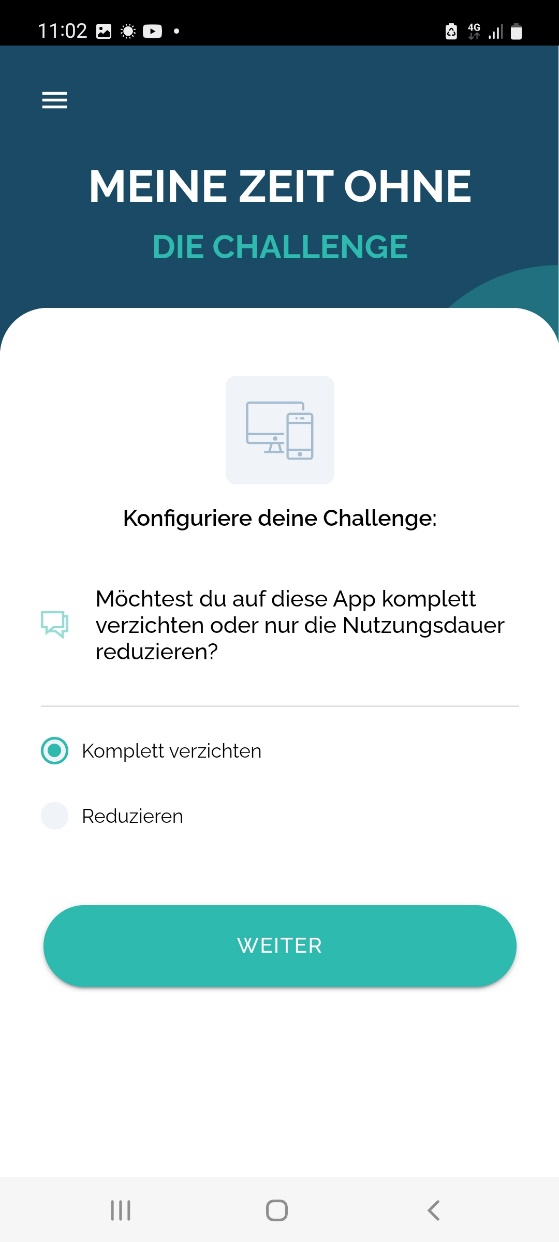 11:02
4G
MEINE ZEIT OHNE
DIE CHALLENGE
Konfiguriere deine Challenge:
Möchtest du auf diese App komplett
verzichten oder nur die Nutzungsdauer
reduzieren?
Komplett verzichten
Reduzieren
WEITER